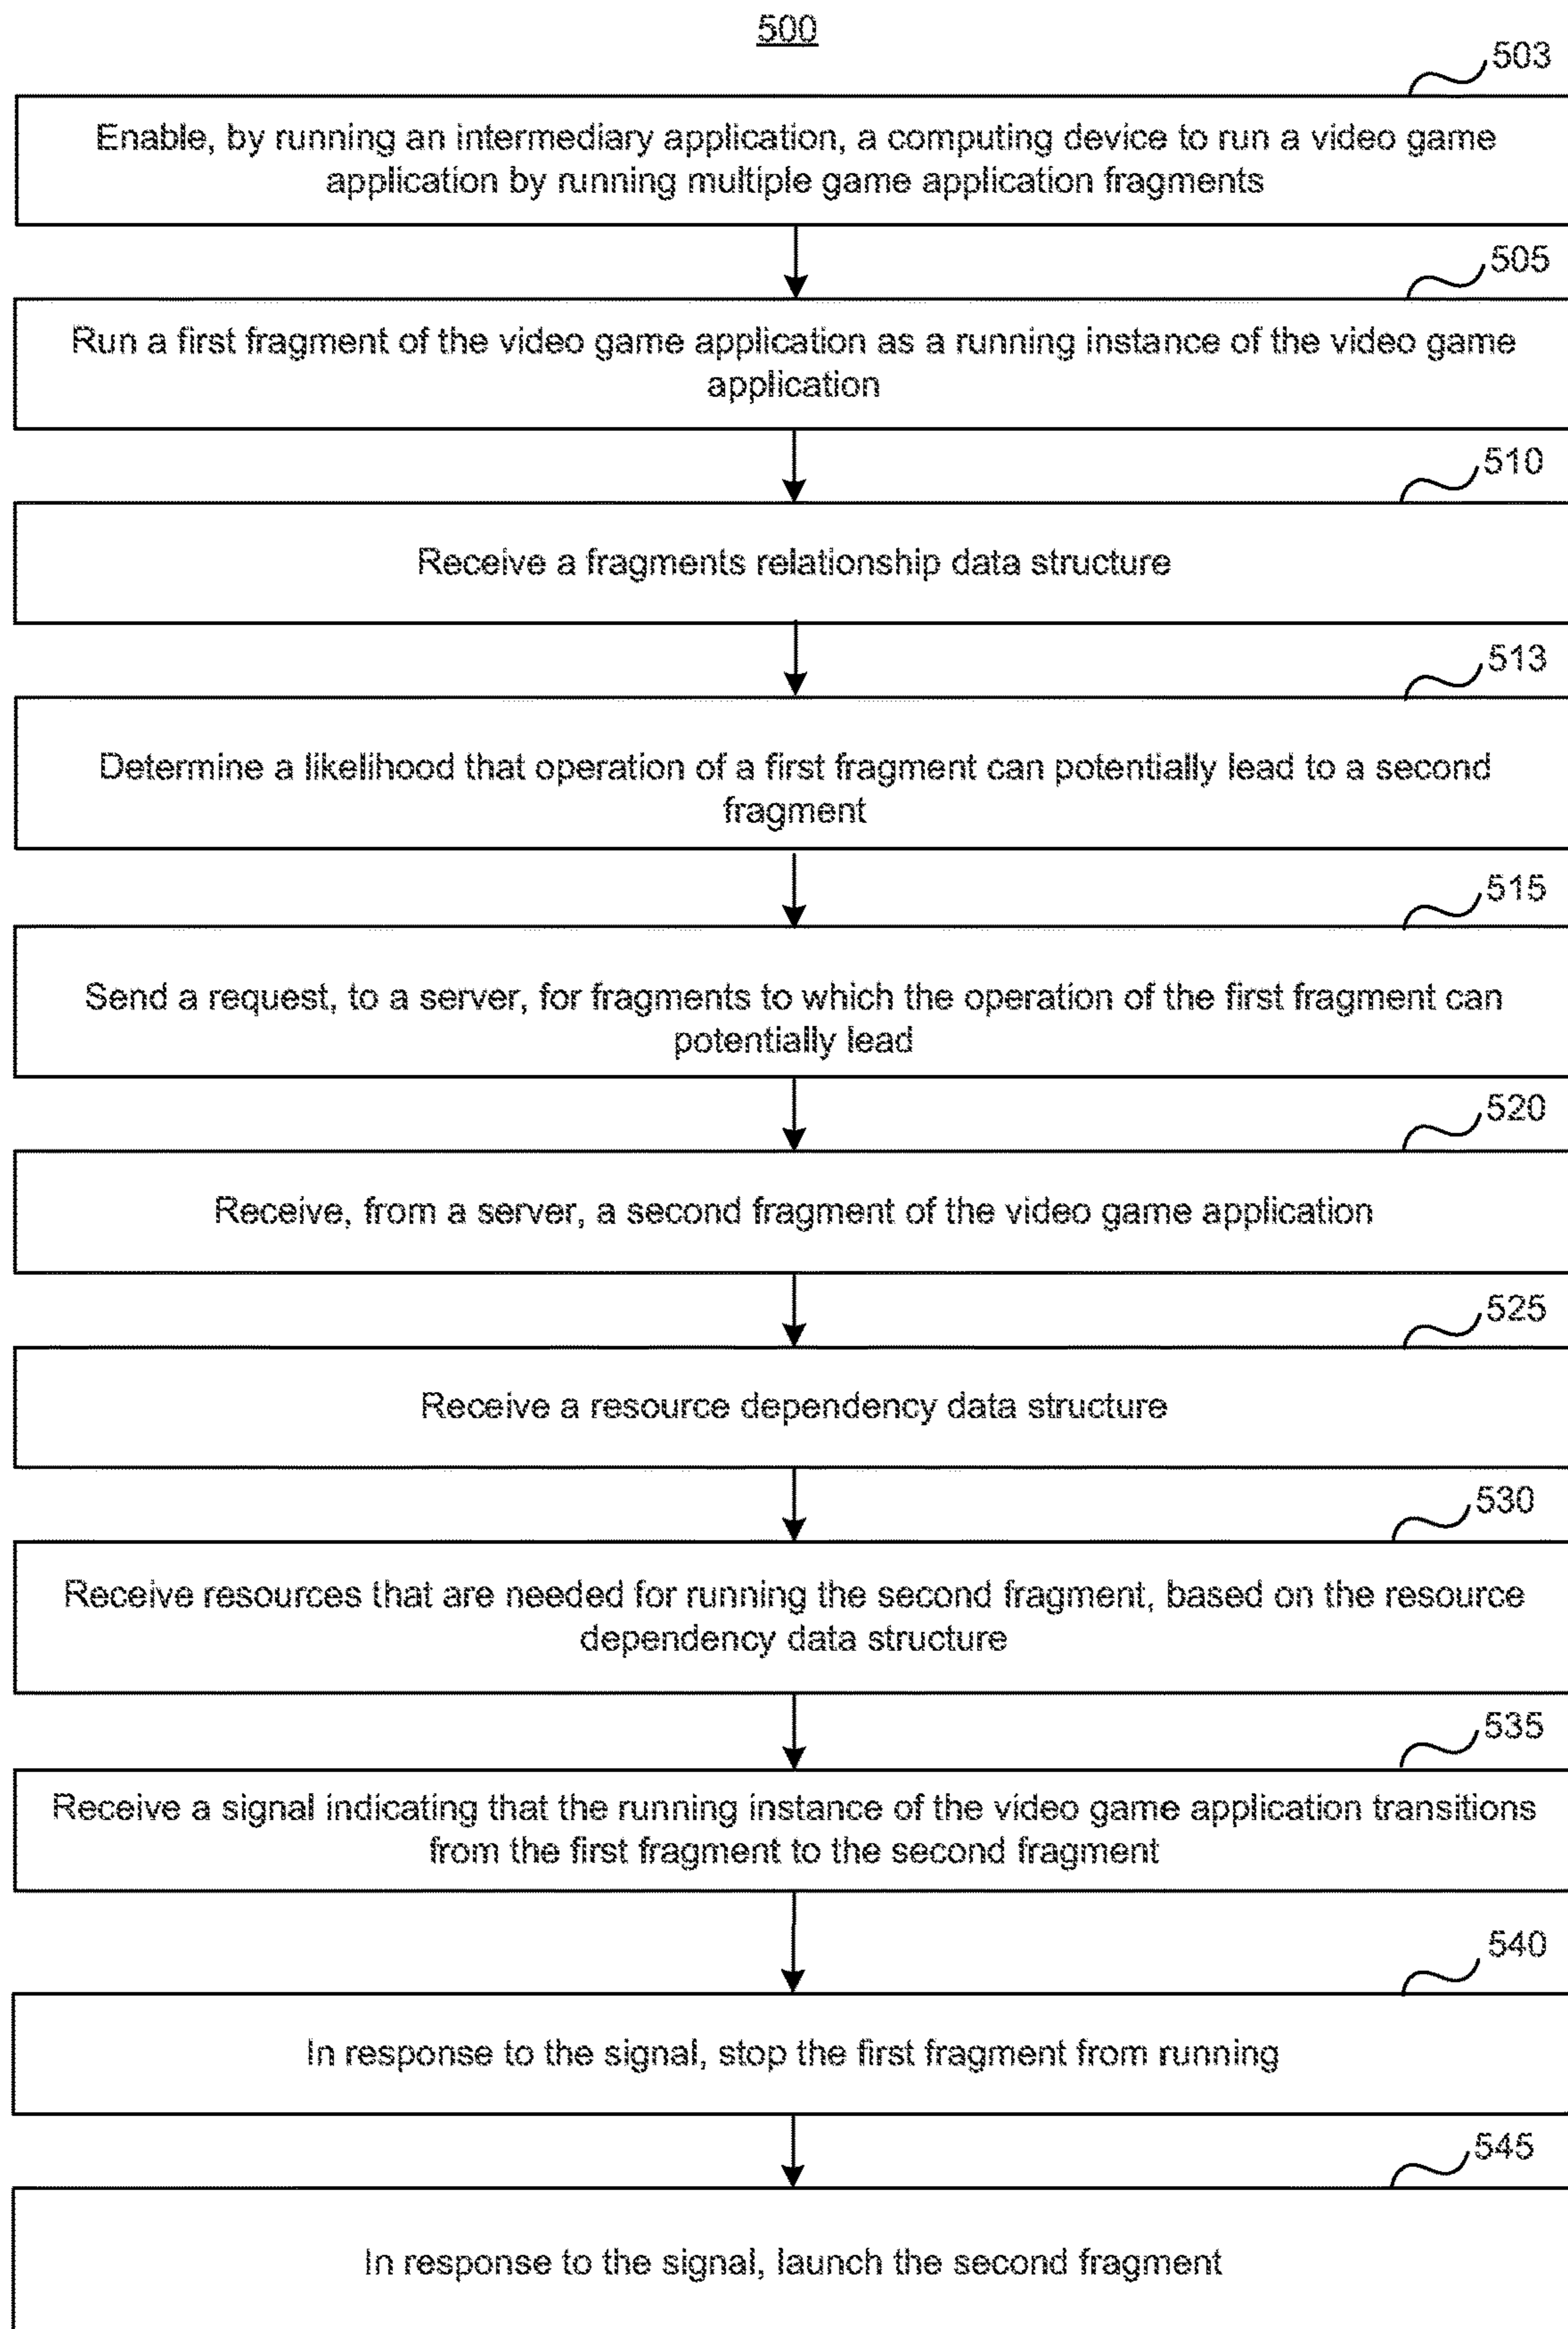 500
503
Enable, by running an intermediary application, a computing device to run a video game
application by running multiple game application fragments
505
Run a first fragment of the video game application as a running instance of the video game
application
510
Receive a fragments relationship data structure
513
Determine a likelihood that operation of a first fragment can potentially lead to a second
fragment
515
Send a request, to a server, for fragments to which the operation of the first fragment can
potentially lead
520
Receive, from a server, a second fragment of the video game application
525
Receive a resource dependency data structure
530
Receive resources that are needed for running the second fragment, based on the resource
dependency data structure
535
Receive a signal indicating that the running instance of the video game application transitions
from the first fragment to the second fragment
540
In response to the signal, stop the first fragment from running
545
In response to the signal, launch the second fragment